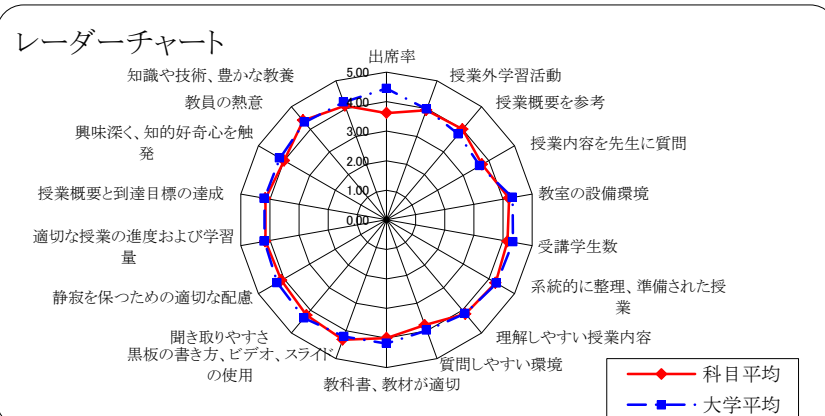 レーダーチャート
出席率
授業外学習活動
授業概要を参考
授業内容を先生に質問
教室の設備環境
受講学生数
系統的に整理、準備された授
業
理解しやすい授業内容
質問しやすい環境
教科書、教材が適切
黒板の書き方、ビデオ、スライド
の使用
聞き取りやすさ
静寂を保つための適切な配慮
適切な授業の進度および学習
量
授業概要と到達目標の達成
興味深く、知的好奇心を触
発
教員の熱意
知識や技術、豊かな教養
5.00
4.00
3.00
2.00
1.00
0.00
科目平均
大学平均